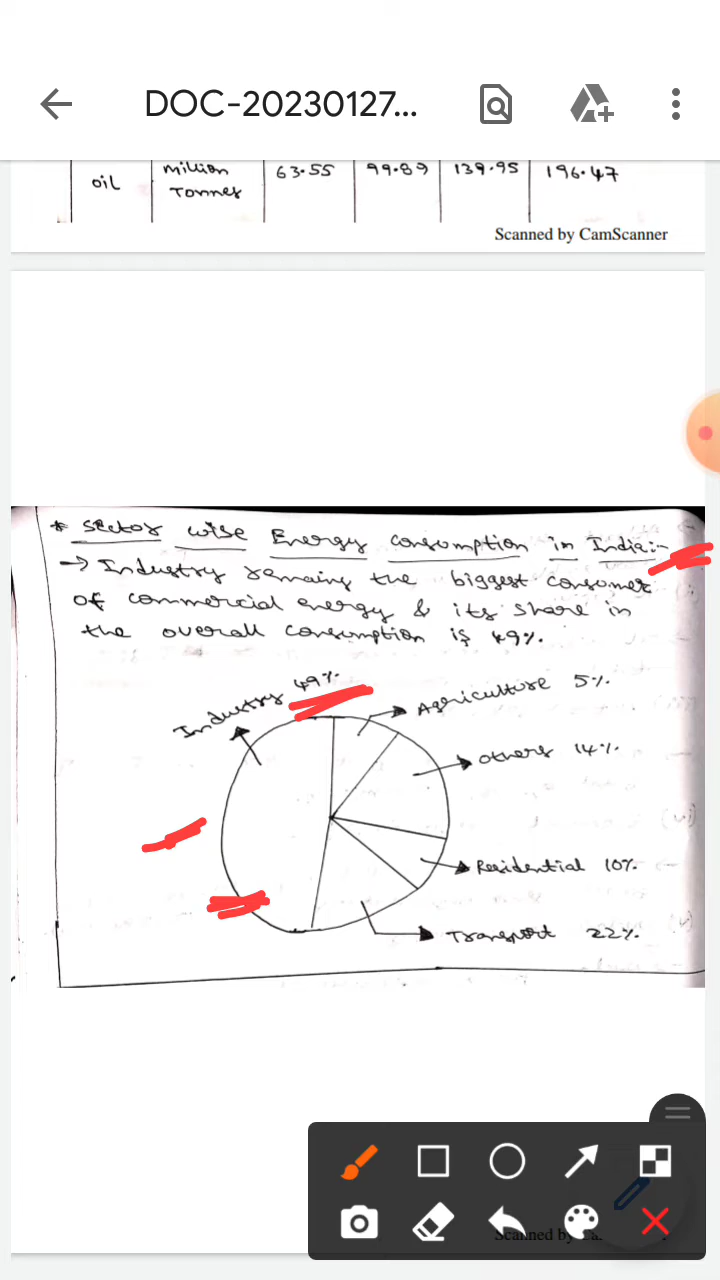 DOC-20230127...
million
oil 63.55 99.89 139.95 196.47
Tonnes
Scanned by CamScanner
* Sector wise Energy consumption in India:-
→ Industry remains the biggest consumer
of commercial energy & its share in
the overall consumption is 49%.
Industry 49%
Agriculture 5%
Others 14%
Residential 10%
Transport 22%
Scanned by